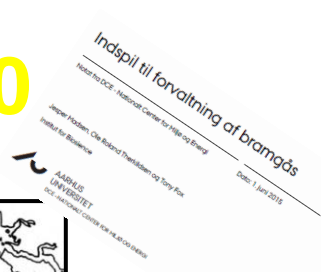 0
Indspil til forvaltning af bramgås
Notat fra DCE - Nationalt Center for Miljø og Energi
Dato: 1. juni 2015
Jesper Madsen, Ole Roland Therkildsen og Tony Fox
Institut for Bioscience
AARHUS
UNIVERSITET
DCE - NATIONALT CENTER FOR MILJØ OG ENERGI